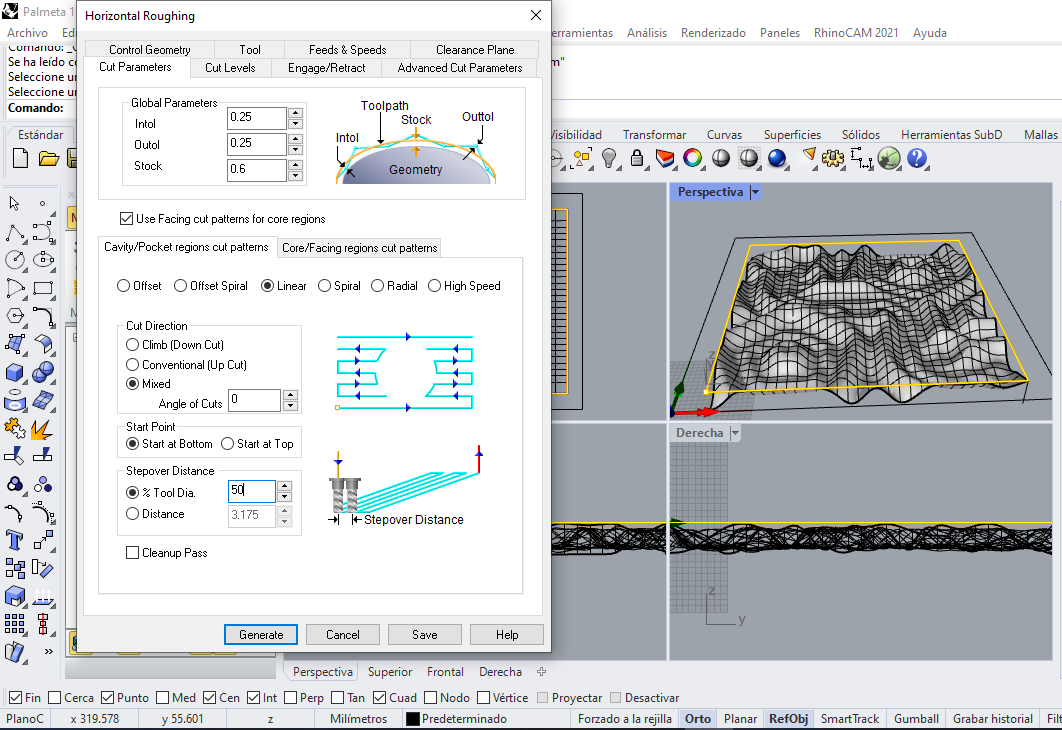 Palmeta 1
Horizontal Roughing
Archivo
Ed
erramientas Análisis Renderizado Paneles RhinoCAM 2021 Ayuda
Comando: _
Se ha leído co
Seleccione un
Seleccione un
Comando:
m"
Control Geometry Tool Feeds & Speeds Clearance Plane
Cut Parameters Cut Levels Engage/Retract Advanced Cut Parameters
Global Parameters
Intol 0.25
Outol 0.25
Stock 0.6
Toolpath
Stock
Outtol
Intol
Geometry
Use Facing cut patterns for core regions
Cavity/Pocket regions cut patterns Core/Facing regions cut patterns
Offset Offset Spiral Linear Spiral Radial High Speed
Cut Direction
Climb (Down Cut)
Conventional (Up Cut)
Mixed
Angle of Cuts 0
Start Point
Start at Bottom Start at Top
Stepover Distance
% Tool Dia. 50
Distance 3.175
Stepover Distance
Cleanup Pass
Generate Cancel Save Help
Estándar
Visibilidad Transformar Curvas Superficies Sólidos Herramientas SubD Mallas
Perspectiva
z
Derecha
z
y
Perspectiva Superior Frontal Derecha
Fin Cerca Punto Med Cen Int Perp Tan Cuad Nodo Vértice Proyectar Desactivar
PlanoC x 319.578 y 55.601 z Milímetros Predeterminado Forzado a la rejilla Orto Planar RefObj SmartTrack Gumball Grabar historial Filt